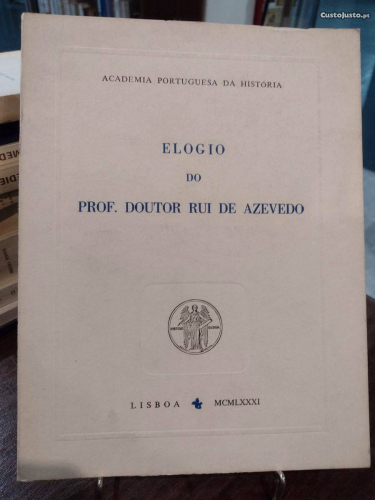 CustoJusto.pt
ACADEMIA PORTUGUESA DA HISTÓRIA
ELOGIO
DO
PROF. DOUTOR RUI DE AZEVEDO
LISBOA MCMLXXXI